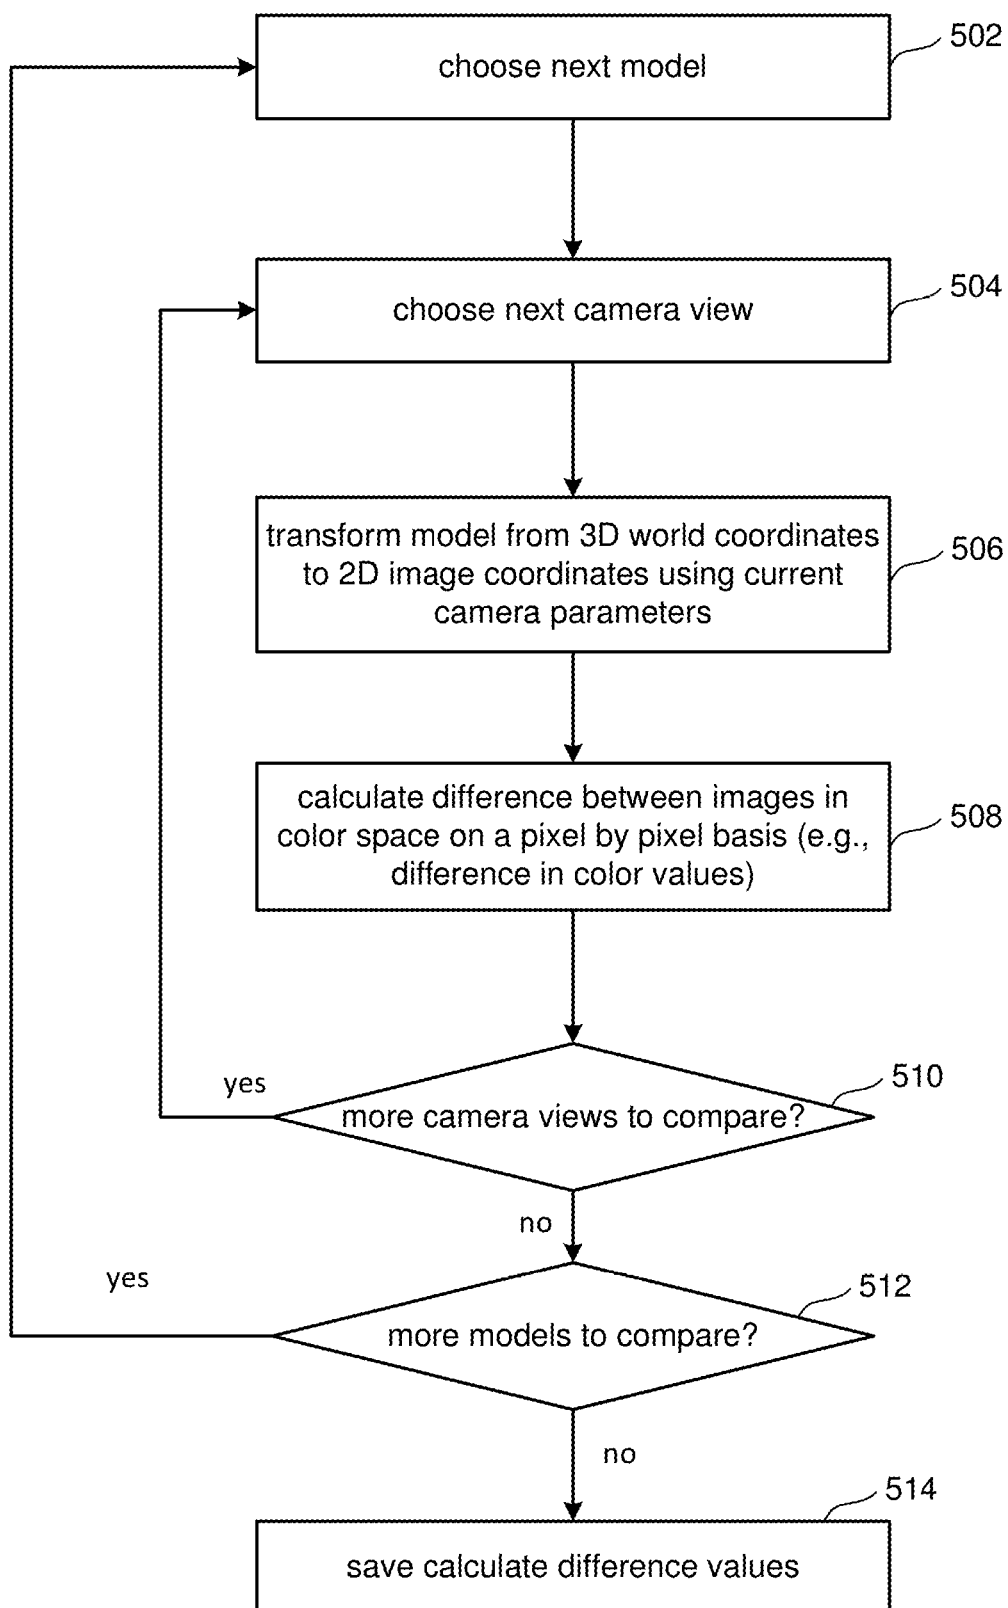 choose next model
502
choose next camera view
504
transform model from 3D world coordinates
to 2D image coordinates using current
camera parameters
506
calculate difference between images in
color space on a pixel by pixel basis (e.g.,
difference in color values)
508
yes
more camera views to compare?
510
no
yes
more models to compare?
512
no
514
save calculate difference values